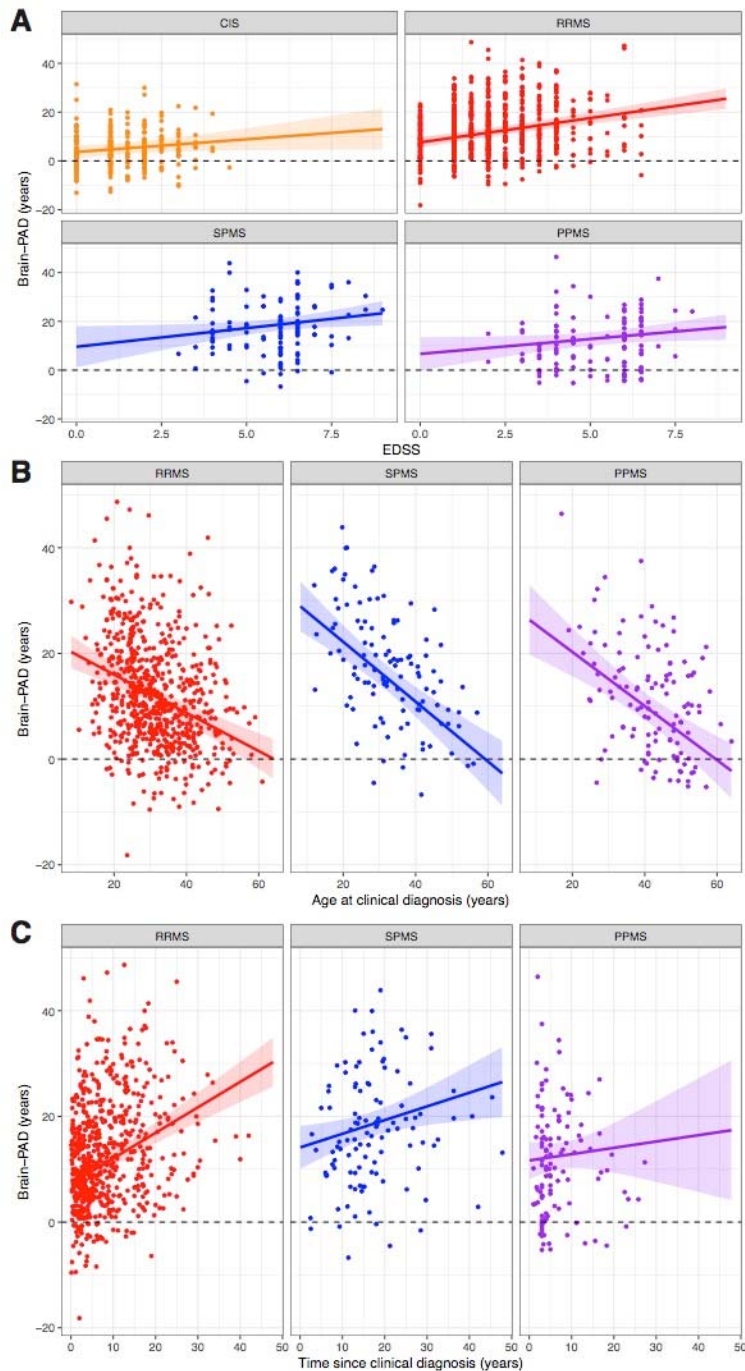 A
CIS
RRMS
40
20
0
−20
SPMS
PPMS
40
20
0
−20
Brain−PAD (years)
0.0 2.5 5.0 7.5 0.0 2.5 5.0 7.5
EDSS
B
RRMS SPMS PPMS
40
20
0
−20
Brain−PAD (years)
20 40 60 20 40 60 20 40 60
Age at clinical diagnosis (years)
C
RRMS SPMS PPMS
40
20
0
−20
Brain−PAD (years)
0 10 20 30 40 50 0 10 20 30 40 50 0 10 20 30 40 50
Time since clinical diagnosis (years)